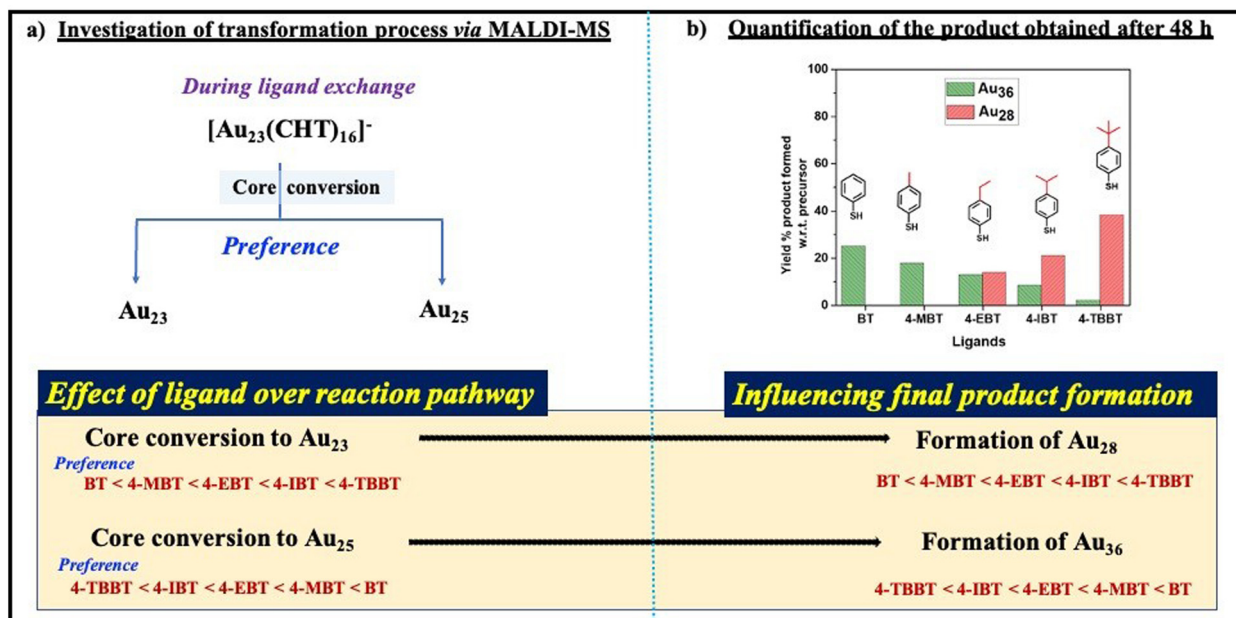 a) Investigation of transformation process via MALDI-MS
During ligand exchange
[Au23(CHT)16]-
Core conversion
Preference
Au23
Au25
b) Quantification of the product obtained after 48 h
Au36
Au28
100
80
60
40
20
0
Yield % product formed
w.r.t. precursor
SH
SH
SH
SH
SH
BT
4-MBT
4-EBT
4-IBT
4-TBBT
Ligands
Effect of ligand over reaction pathway
Influencing final product formation
Core conversion to Au23
Formation of Au28
Preference
BT < 4-MBT < 4-EBT < 4-IBT < 4-TBBT
BT < 4-MBT < 4-EBT < 4-IBT < 4-TBBT
Core conversion to Au25
Formation of Au36
Preference
4-TBBT < 4-IBT < 4-EBT < 4-MBT < BT
4-TBBT < 4-IBT < 4-EBT < 4-MBT < BT